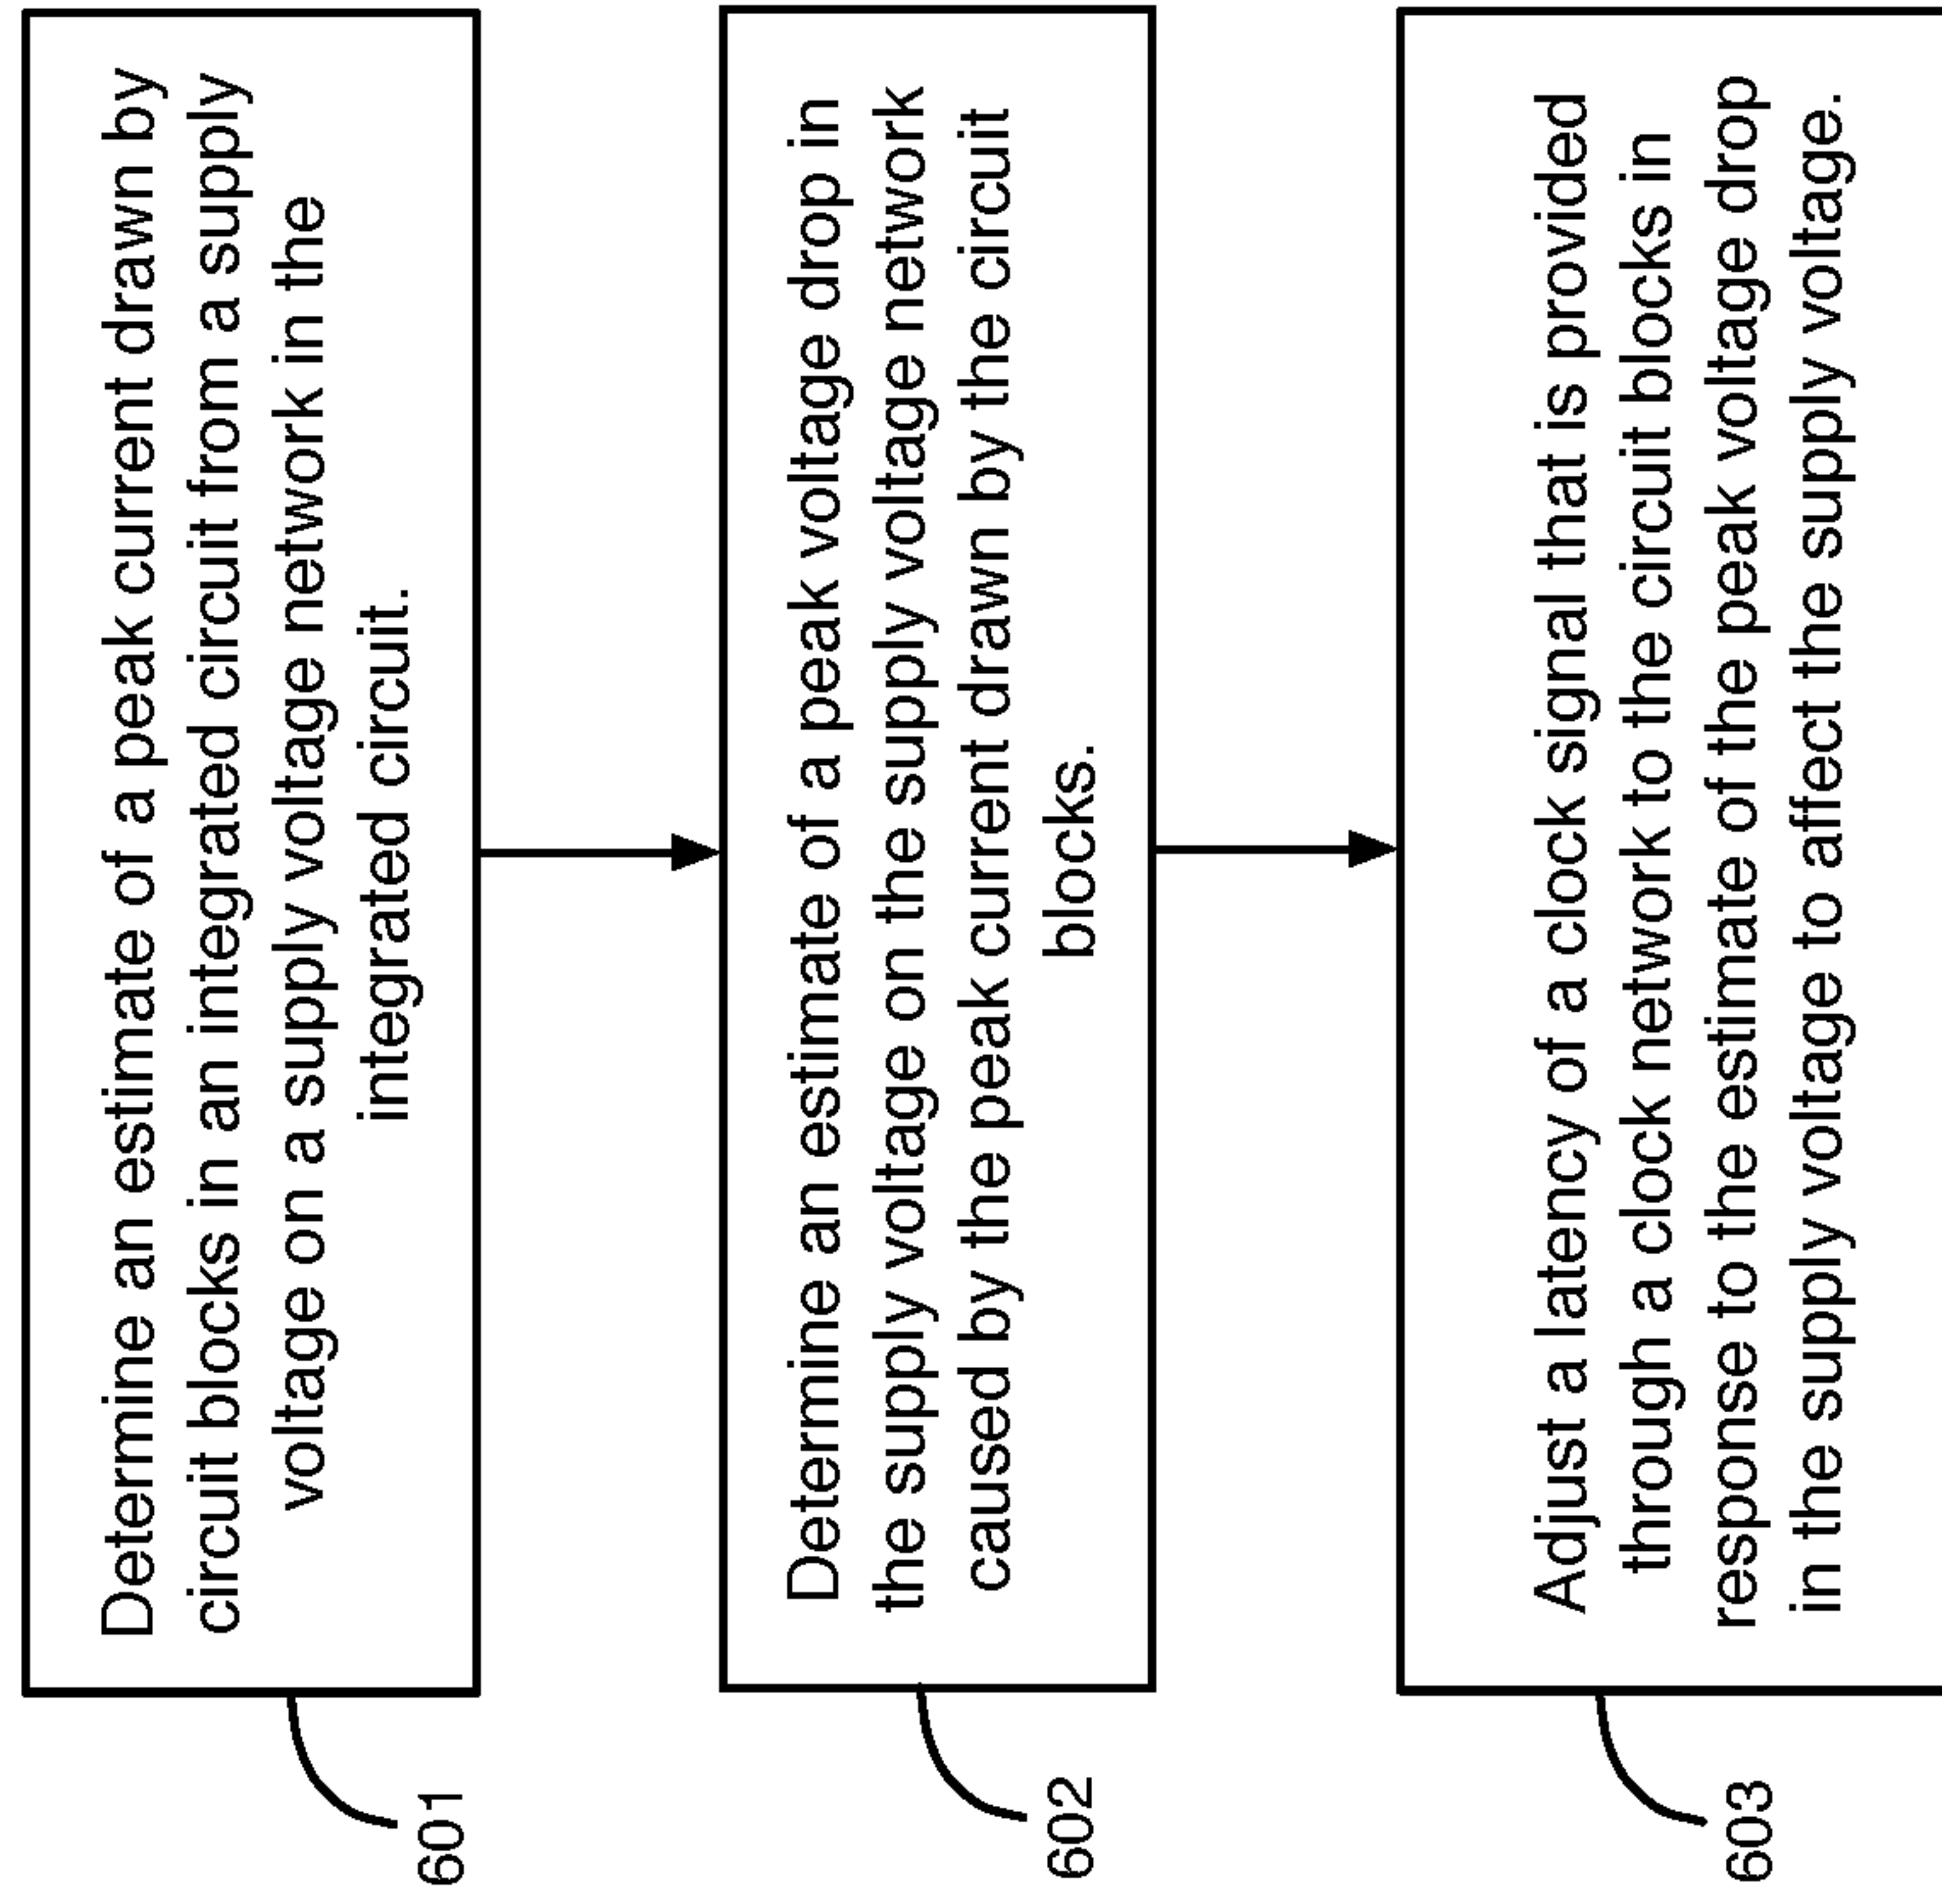 Determine an estimate of a peak current drawn by
circuit blocks in an integrated circuit from a supply
voltage on a supply voltage network in the
integrated circuit.
601
Determine an estimate of a peak voltage drop in
the supply voltage on the supply voltage network
caused by the peak current drawn by the circuit
blocks.
602
Adjust a latency of a clock signal that is provided
through a clock network to the circuit blocks in
response to the estimate of the peak voltage drop
in the supply voltage to affect the supply voltage.
603